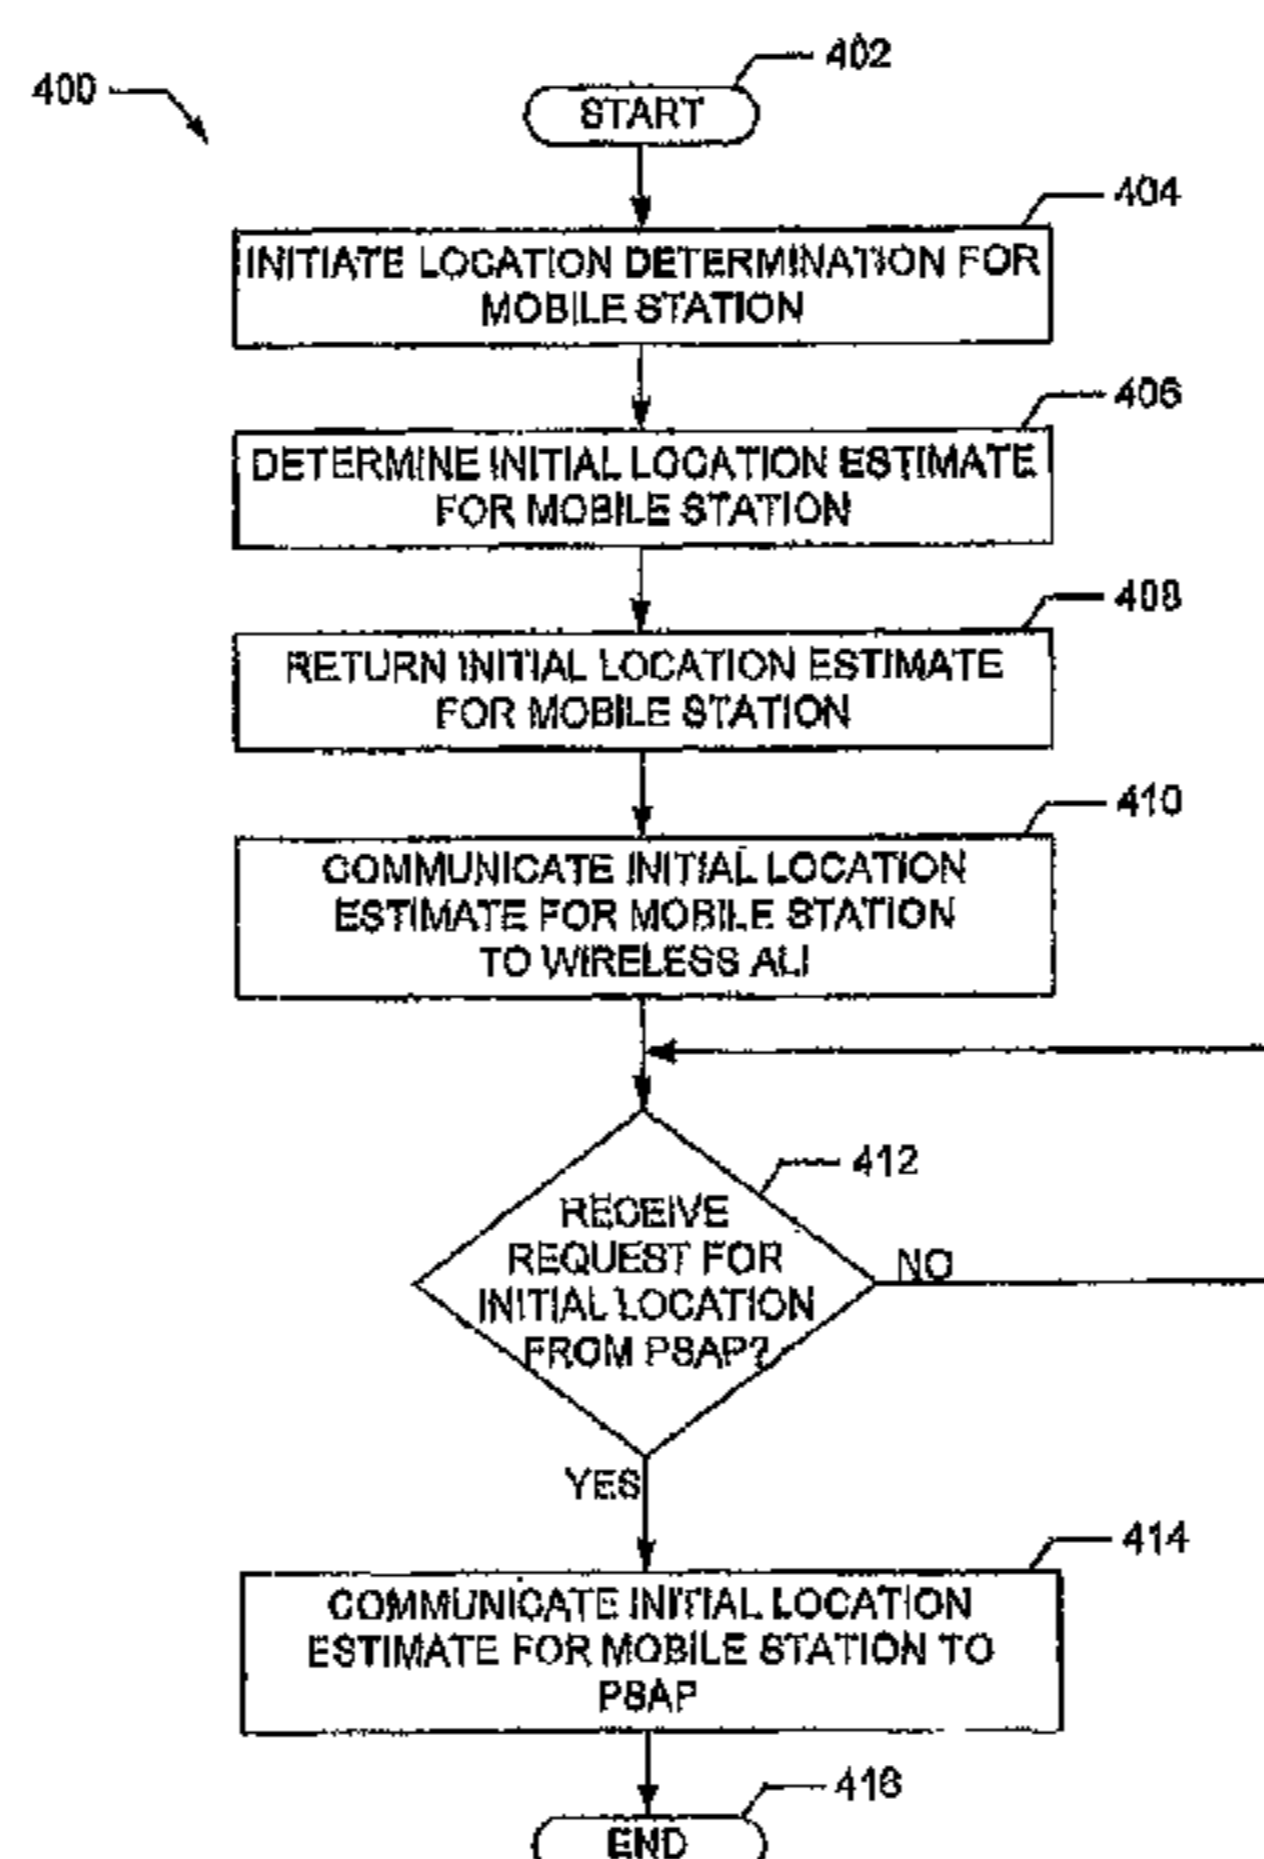 402
400
START
404
INITIATE LOCATION DETERMINATION FOR
MOBILE STATION
406
DETERMINE INITIAL LOCATION ESTIMATE
FOR MOBILE STATION
408
RETURN INITIAL LOCATION ESTIMATE
FOR MOBILE STATION
410
COMMUNICATE INITIAL LOCATION
ESTIMATE FOR MOBILE STATION
TO WIRELESS ALI
412
RECEIVE
REQUEST FOR
INITIAL LOCATION
FROM PSAP?
NO
YES
414
COMMUNICATE INITIAL LOCATION
ESTIMATE FOR MOBILE STATION TO
PSAP
416
END